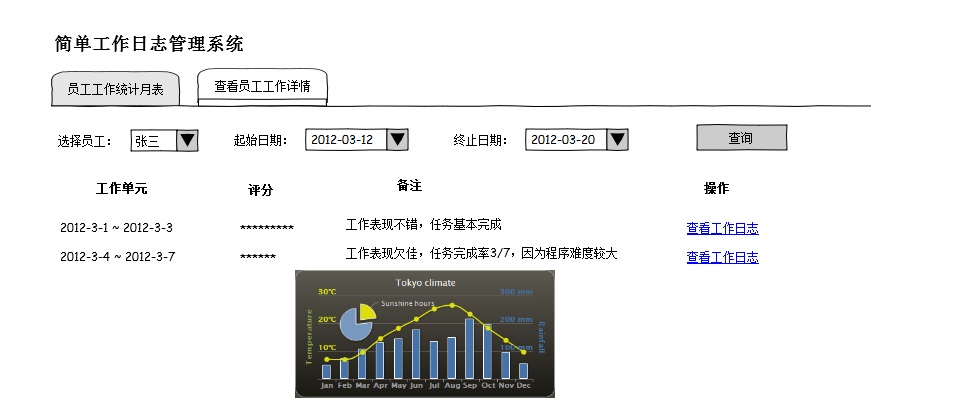 简单工作日志管理系统
员工工作统计月表 查看员工工作详情
选择员工： 张三 起始日期： 2012-03-12 终止日期： 2012-03-20 查询
工作单元 评分 备注 操作
2012-3-1 ~ 2012-3-3 ********* 工作表现不错，任务基本完成 查看工作日志
2012-3-4 ~ 2012-3-7 ****** 工作表现欠佳，任务完成率3/7，因为程序难度较大 查看工作日志
Tokyo climate
30℃ 300 mm
Sunshine hours
20℃ 200 mm
Temperature Rainfall
10℃ 100 mm
Jan Feb Mar Apr May Jun Jul Aug Sep Oct Nov Dec